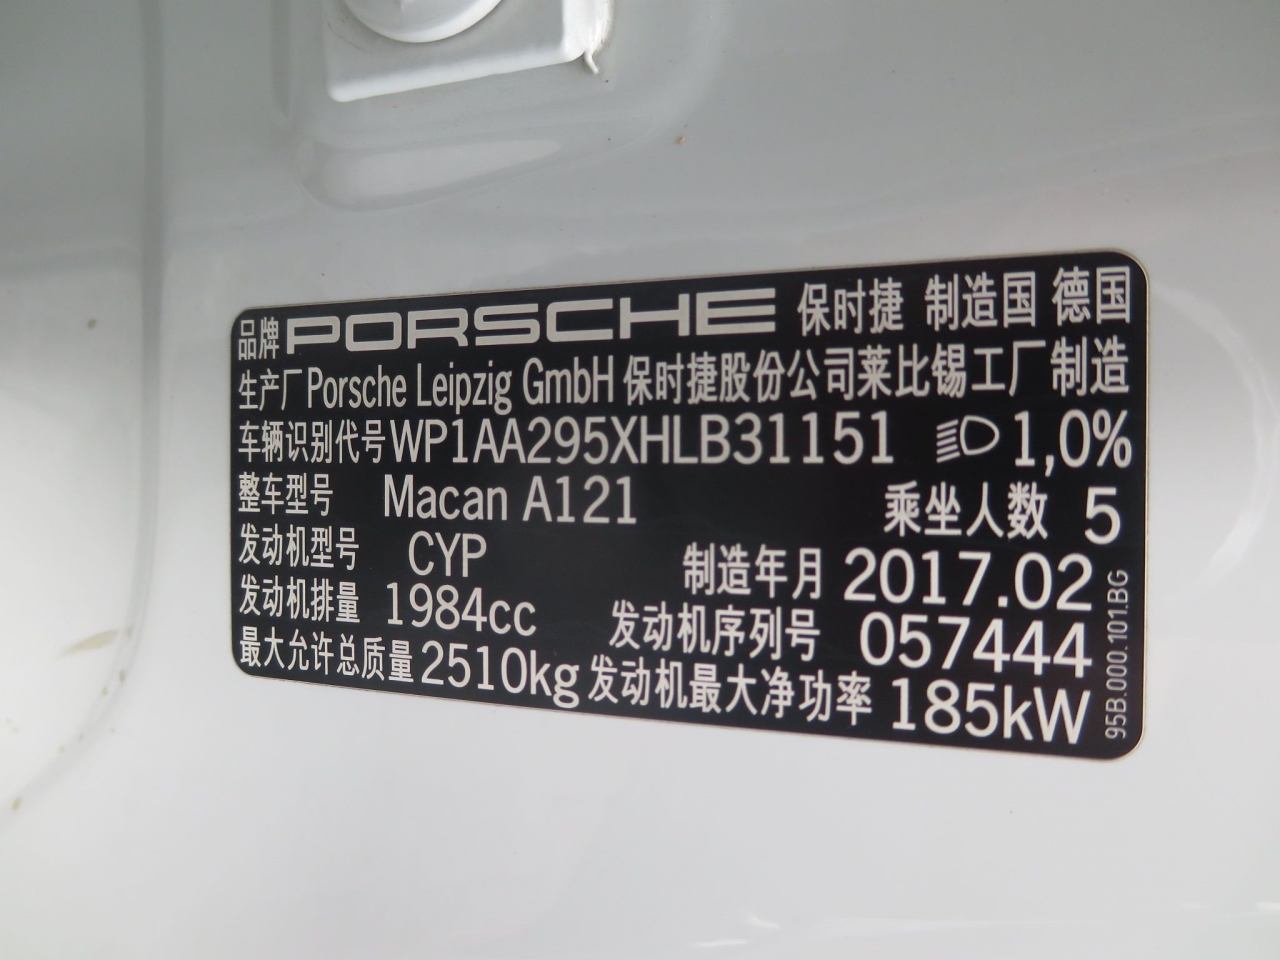 品牌 PORSCHE 保时捷 制造国 德国
生产厂 Porsche Leipzig GmbH 保时捷股份公司莱比锡工厂制造
车辆识别代号 WP1AA295XHLB31151 1,0%
整车型号 Macan A121 乘坐人数 5
发动机型号 CYP 制造年月 2017.02
发动机排量 1984cc 发动机序列号 057444
最大允许总质量 2510kg 发动机最大净功率 185kW
95B.000.101.BG